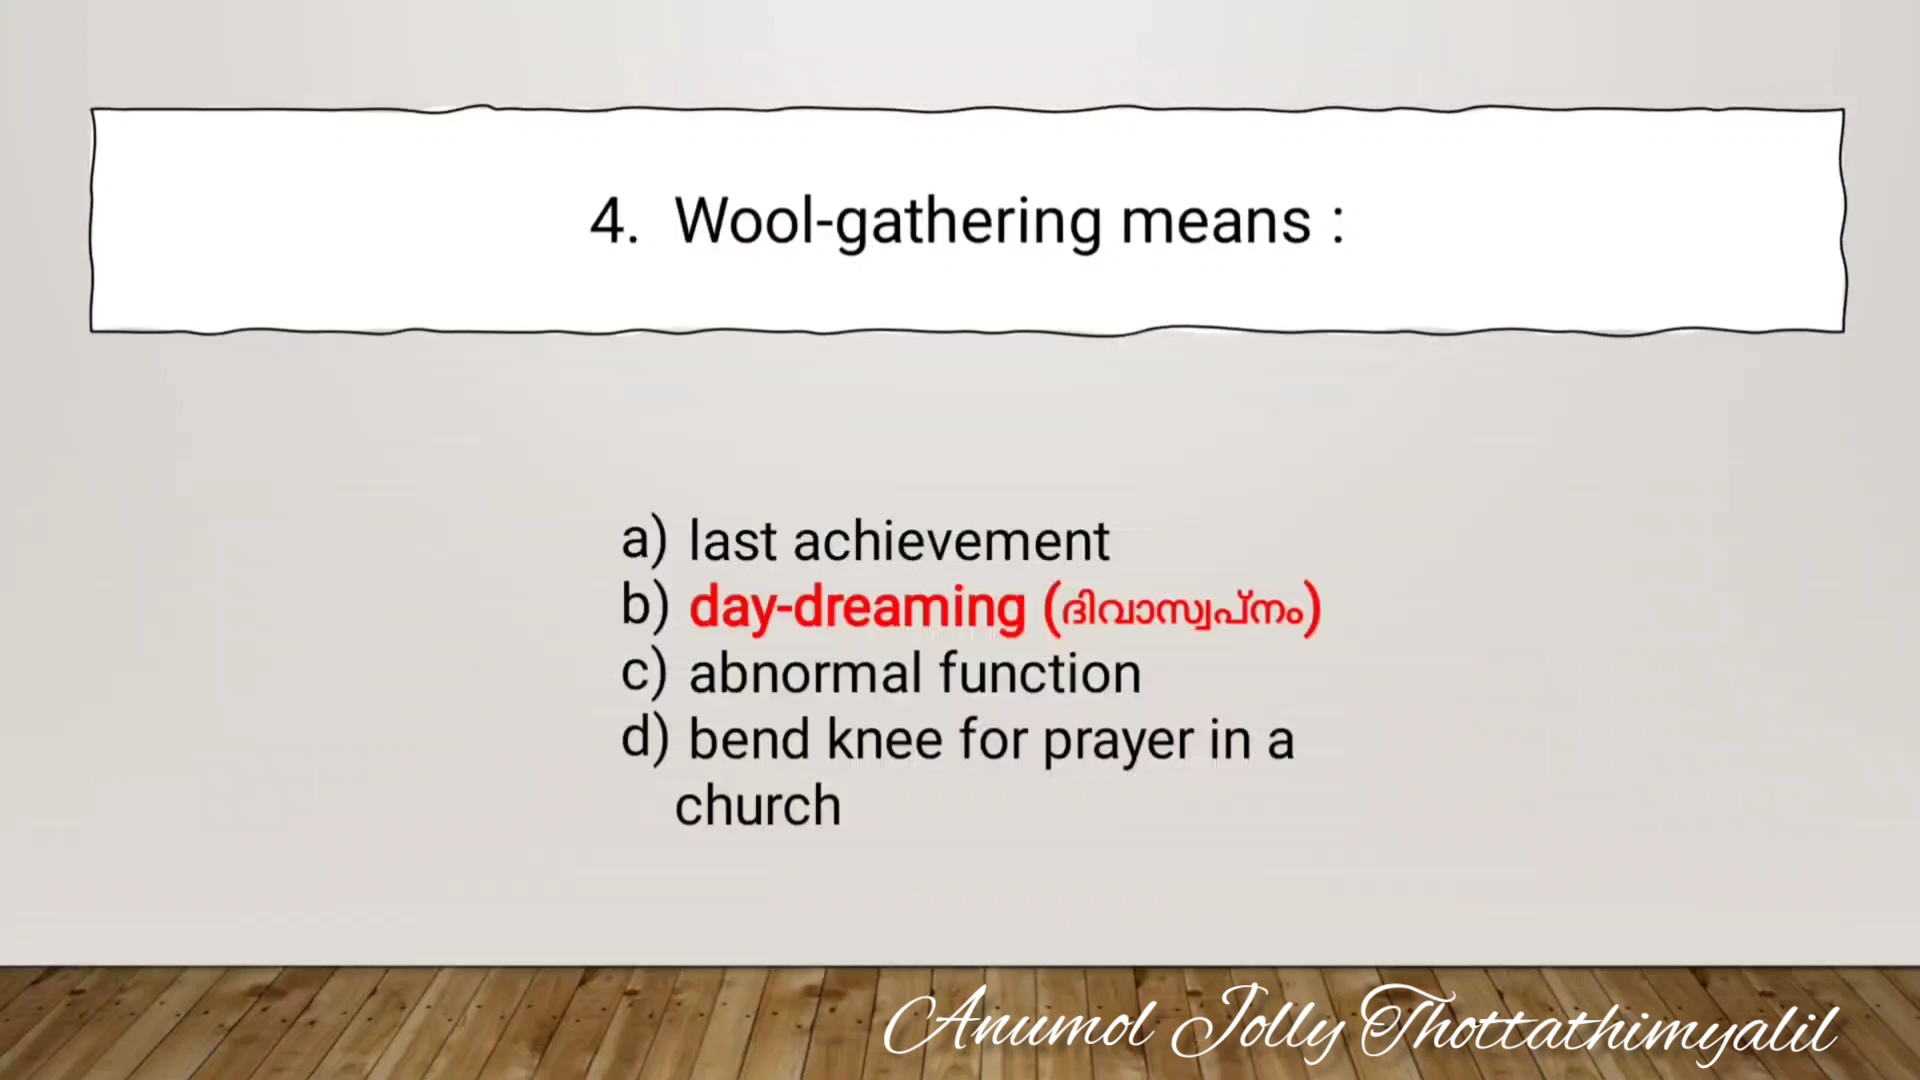 4. Wool-gathering means :
a) last achievement
b) day-dreaming (ദിവാസ്വപ്നം)
c) abnormal function
d) bend knee for prayer in a
church
Anumol Jolly Thottathimyalil